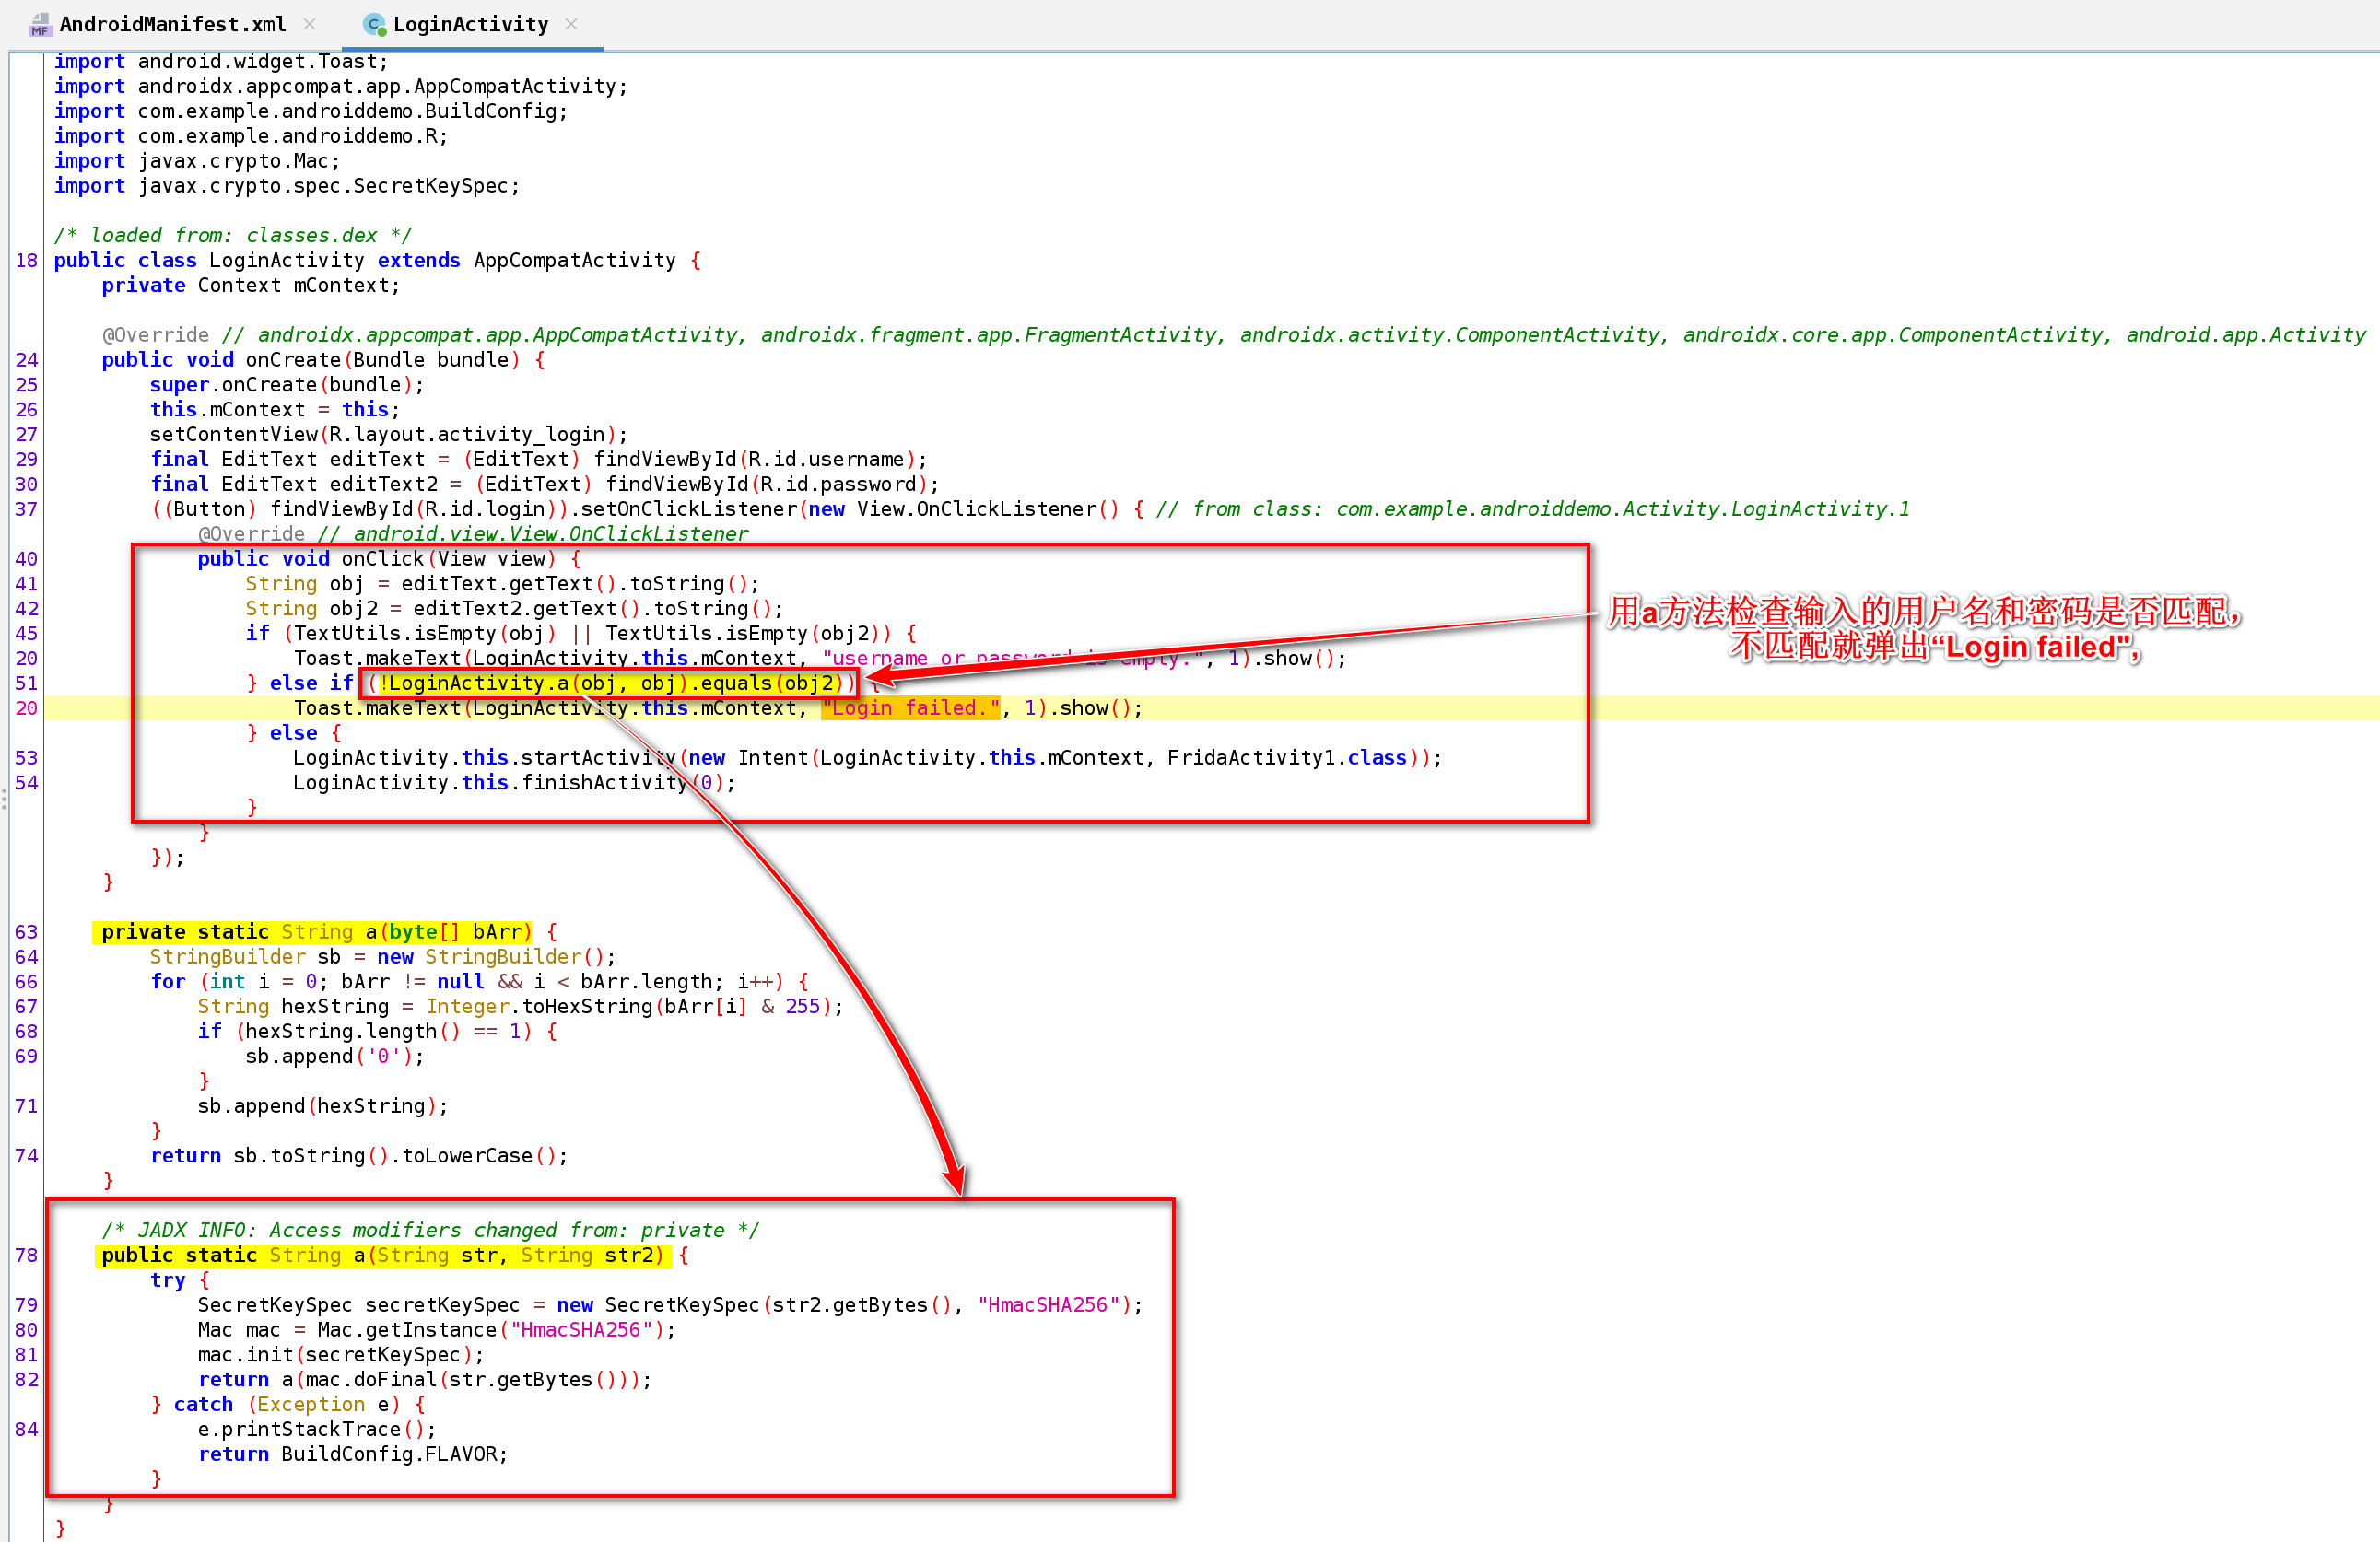 AndroidManifest.xml
LoginActivity
import android.widget.Toast;
import androidx.appcompat.app.AppCompatActivity;
import com.example.androiddemo.BuildConfig;
import com.example.androiddemo.R;
import javax.crypto.Mac;
import javax.crypto.spec.SecretKeySpec;
/* loaded from: classes.dex */
18 public class LoginActivity extends AppCompatActivity {
private Context mContext;
@Override // androidx.appcompat.app.AppCompatActivity, androidx.fragment.app.FragmentActivity, androidx.activity.ComponentActivity, androidx.core.app.ComponentActivity, android.app.Activity
24 public void onCreate(Bundle bundle) {
25 super.onCreate(bundle);
26 this.mContext = this;
27 setContentView(R.layout.activity_login);
29 final EditText editText = (EditText) findViewById(R.id.username);
30 final EditText editText2 = (EditText) findViewById(R.id.password);
37 ((Button) findViewById(R.id.login)).setOnClickListener(new View.OnClickListener() { // from class: com.example.androiddemo.Activity.LoginActivity.1
@Override // android.view.View.OnClickListener
40 public void onClick(View view) {
41 String obj = editText.getText().toString();
42 String obj2 = editText2.getText().toString();
45 if (TextUtils.isEmpty(obj) || TextUtils.isEmpty(obj2)) {
20 Toast.makeText(LoginActivity.this.mContext, "username or password is empty.", 1).show();
51 } else if (!LoginActivity.a(obj, obj).equals(obj2)) {
20 Toast.makeText(LoginActivity.this.mContext, "Login failed.", 1).show();
} else {
53 LoginActivity.this.startActivity(new Intent(LoginActivity.this.mContext, FridaActivity1.class));
54 LoginActivity.this.finishActivity(0);
}
}
});
}
用a方法检查输入的用户名和密码是否匹配，
不匹配就弹出“Login failed",
63 private static String a(byte[] bArr) {
64 StringBuilder sb = new StringBuilder();
66 for (int i = 0; bArr != null && i < bArr.length; i++) {
67 String hexString = Integer.toHexString(bArr[i] & 255);
68 if (hexString.length() == 1) {
69 sb.append('0');
}
71 sb.append(hexString);
}
74 return sb.toString().toLowerCase();
}
/* JADX INFO: Access modifiers changed from: private */
78 public static String a(String str, String str2) {
try {
79 SecretKeySpec secretKeySpec = new SecretKeySpec(str2.getBytes(), "HmacSHA256");
80 Mac mac = Mac.getInstance("HmacSHA256");
81 mac.init(secretKeySpec);
82 return a(mac.doFinal(str.getBytes()));
} catch (Exception e) {
84 e.printStackTrace();
return BuildConfig.FLAVOR;
}
}
}